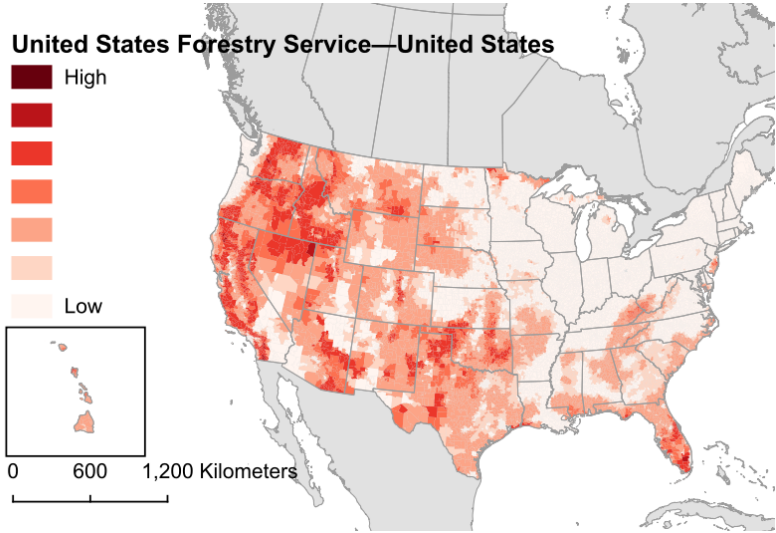 United States Forestry Service—United States
High
Low
0 600 1,200 Kilometers